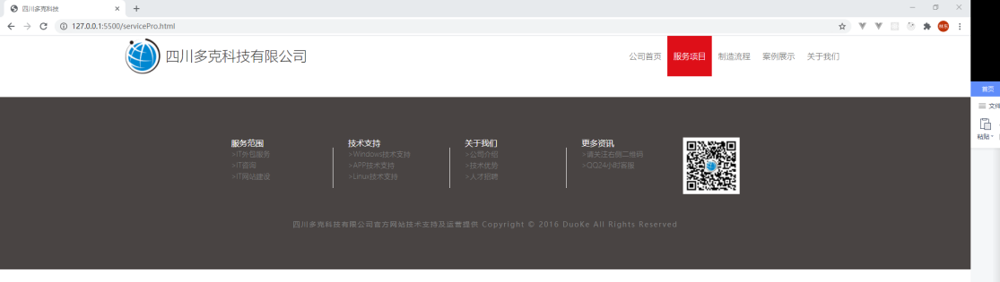 四川多克科技
127.0.0.1:5500/servicePro.html
四川多克科技有限公司
公司首页 服务项目 制造流程 案例展示 关于我们
首页
文件
粘贴
服务范围
>IT外包服务
>IT咨询
>IT网站建设
技术支持
>Windows技术支持
>APP技术支持
>Linux技术支持
关于我们
>公司介绍
>技术优势
>人才招聘
更多资讯
>请关注右侧二维码
>QQ24小时客服
四川多克科技有限公司官方网站技术支持及运营提供 Copyright © 2016 DuoKe All Rights Reserved